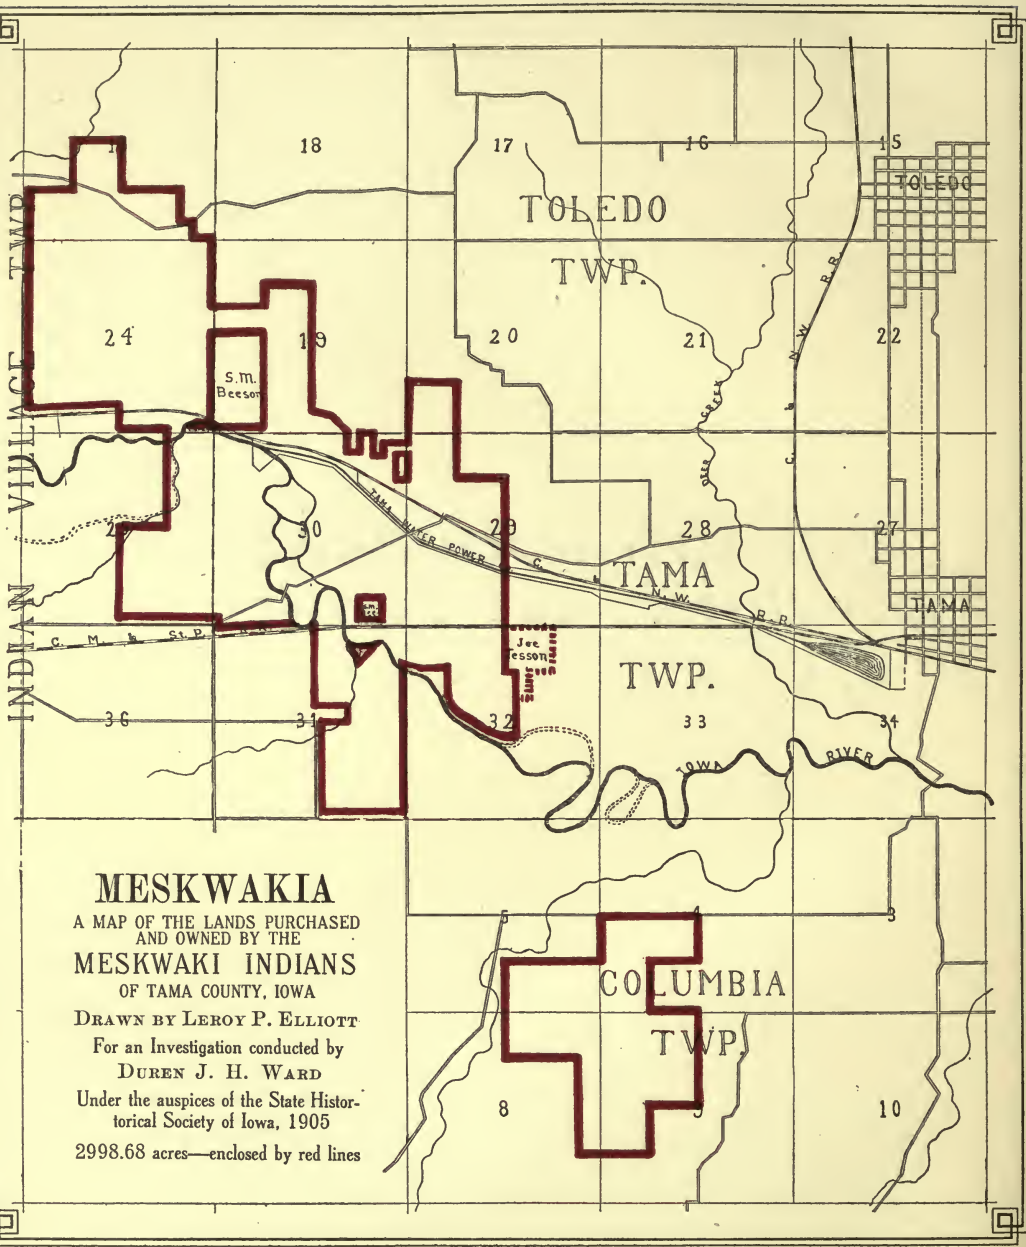 18
17
16
15
TOLEDO
TOLEDO
TWP.
INDIAN VILLAGE TWP
24
19
20
21
22
S.M.
Beeson
C. & N.W. R.R.
DEER CREEK
TAMA WATER POWER
30
29
28
27
C. & N.W. R.R.
TAMA
TAMA
C. M. & St. P. R.R.
Joe
Tesson
TWP.
36
31
32
33
34
IOWA RIVER
MESKWAKIA
A MAP OF THE LANDS PURCHASED
AND OWNED BY THE
MESKWAKI INDIANS
OF TAMA COUNTY, IOWA
DRAWN BY LEROY P. ELLIOTT
For an Investigation conducted by
DUREN J. H. WARD
Under the auspices of the State Histor-
torical Society of Iowa, 1905
2998.68 acres—enclosed by red lines
5
4
3
COLUMBIA
TWP.
8
9
10